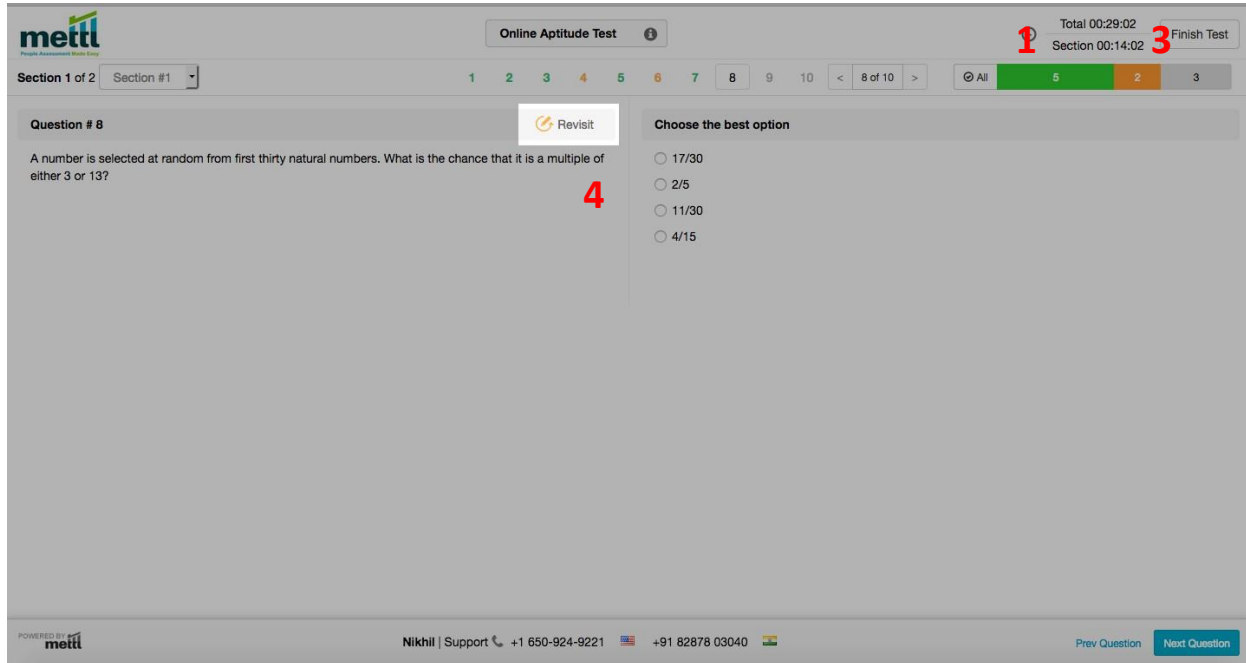 mettl
People Assessment Made Easy
Online Aptitude Test
1
Total 00:29:02
Section 00:14:02
3
Finish Test
Section 1 of 2 Section #1
1 2 3 4 5 6 7 8 9 10 < 8 of 10 >
All 5 2 3
Question # 8
Revisit
Choose the best option
A number is selected at random from first thirty natural numbers. What is the chance that it is a multiple of
either 3 or 13?
4
17/30
2/5
11/30
4/15
POWERED BY
mettl
Nikhil | Support +1 650-924-9221 +91 82878 03040
Prev Question
Next Question